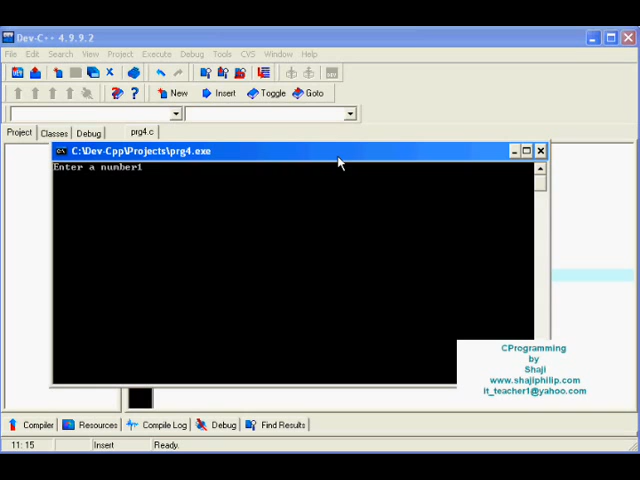 Dev-C++ 4.9.9.2
File Edit Search View Project Execute Debug Tools CVS Window Help
New Insert Toggle Goto
Project Classes Debug prg4.c
C:\Dev-Cpp\Projects\prg4.exe
Enter a number1
CProgramming
by
Shaji
www.shajiphilip.com
it_teacher1@yahoo.com
Compiler Resources Compile Log Debug Find Results
11: 15 Insert Ready.